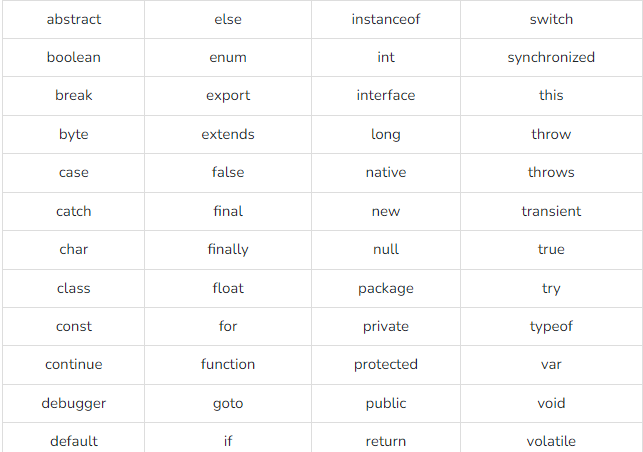 abstract else instanceof switch
boolean enum int synchronized
break export interface this
byte extends long throw
case false native throws
catch final new transient
char finally null true
class float package try
const for private typeof
continue function protected var
debugger goto public void
default if return volatile